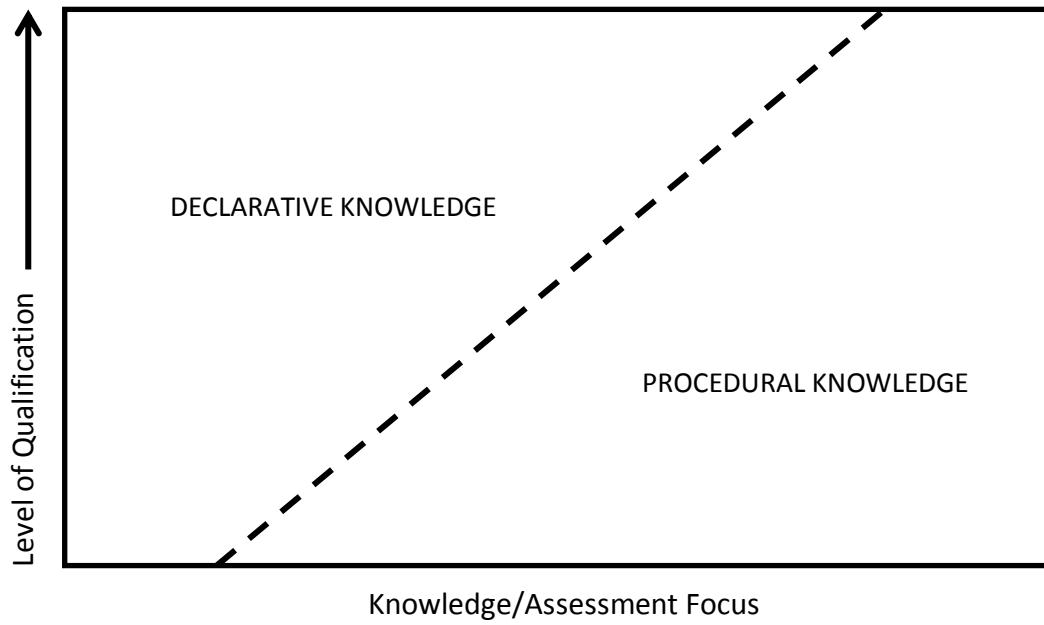 DECLARATIVE KNOWLEDGE
PROCEDURAL KNOWLEDGE
Level of Qualification
Knowledge/Assessment Focus